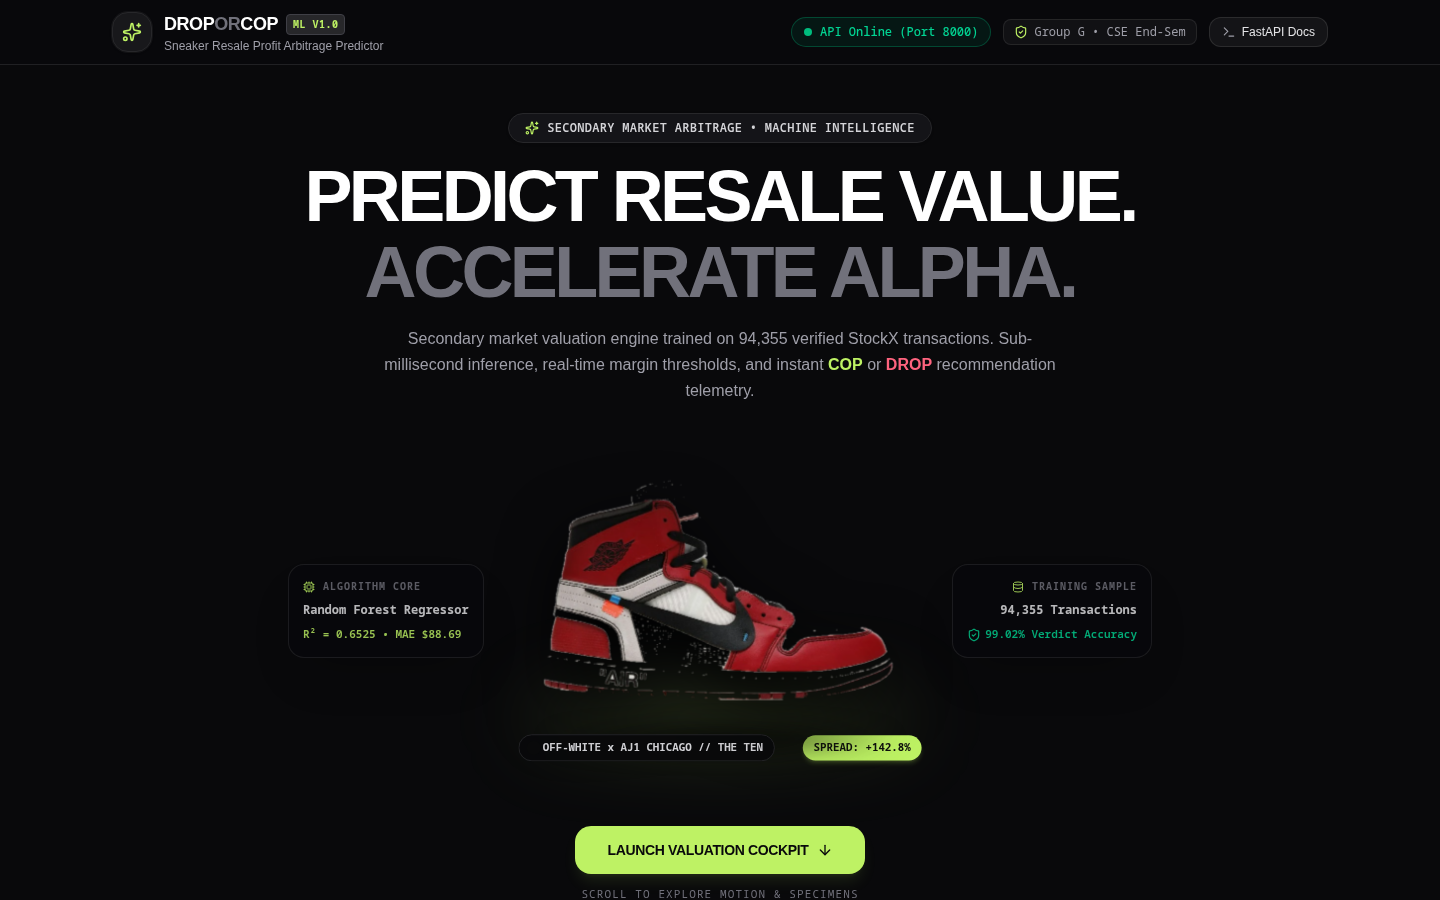 DROPORCOP ML V1.0
Sneaker Resale Profit Arbitrage Predictor
API Online (Port 8000)
Group G • CSE End-Sem
FastAPI Docs
SECONDARY MARKET ARBITRAGE • MACHINE INTELLIGENCE
PREDICT RESALE VALUE.
ACCELERATE ALPHA.
Secondary market valuation engine trained on 94,355 verified StockX transactions. Sub-
millisecond inference, real-time margin thresholds, and instant COP or DROP recommendation
telemetry.
ALGORITHM CORE
Random Forest Regressor
R² = 0.6525 • MAE $88.69
"AIR"
TRAINING SAMPLE
94,355 Transactions
99.02% Verdict Accuracy
OFF-WHITE x AJ1 CHICAGO // THE TEN
SPREAD: +142.8%
LAUNCH VALUATION COCKPIT
SCROLL TO EXPLORE MOTION & SPECIMENS